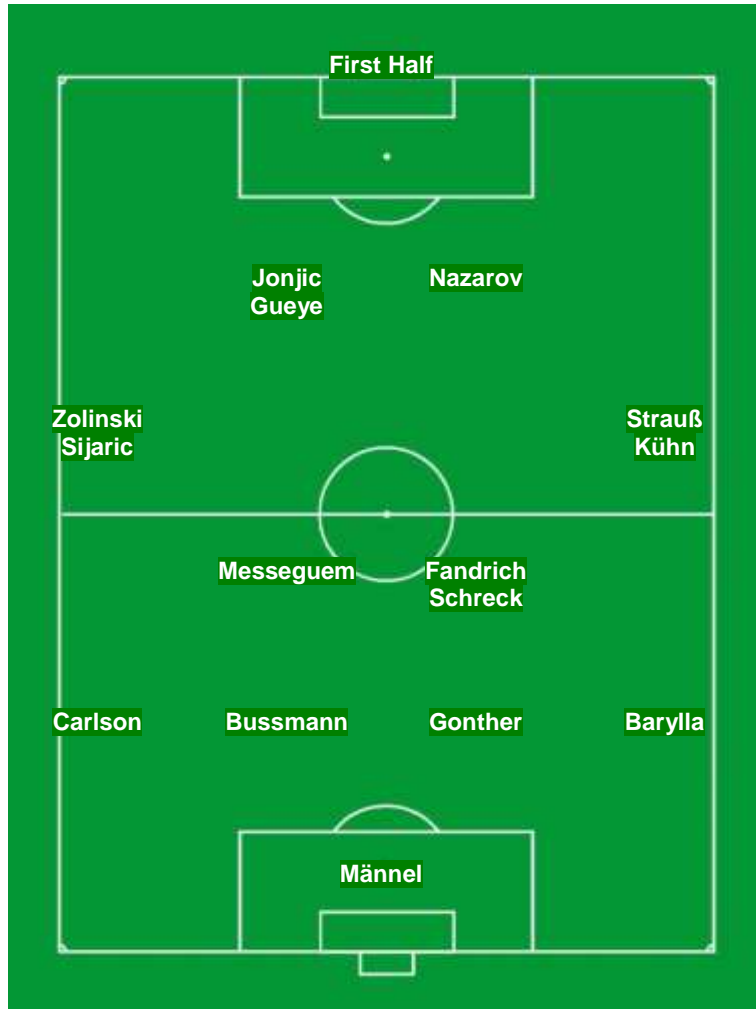 First Half
Jonjic
Gueye
Nazarov
Zolinski
Sijaric
Strauß
Kühn
Messeguem
Fandrich
Schreck
Carlson
Bussmann
Gonther
Barylla
Männel